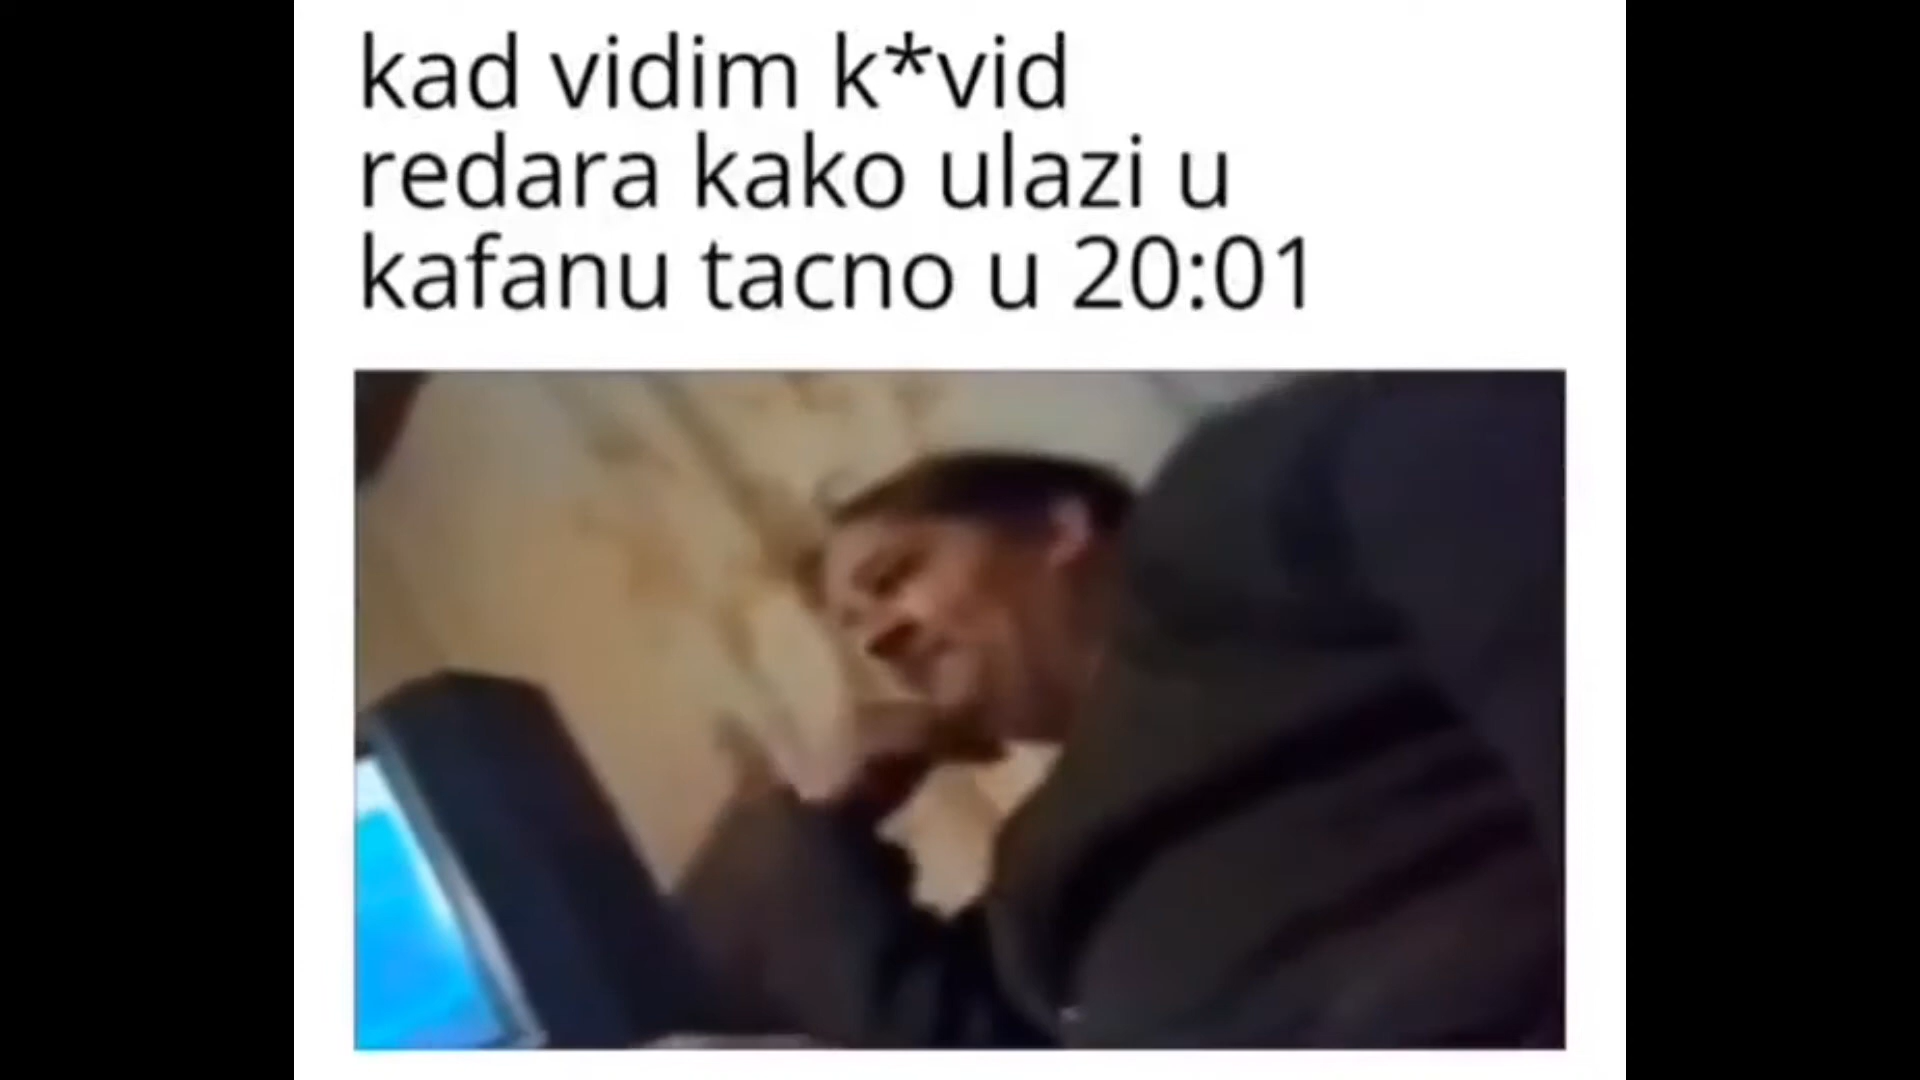 kad vidim k*vid
redara kako ulazi u
kafanu tacno u 20:01